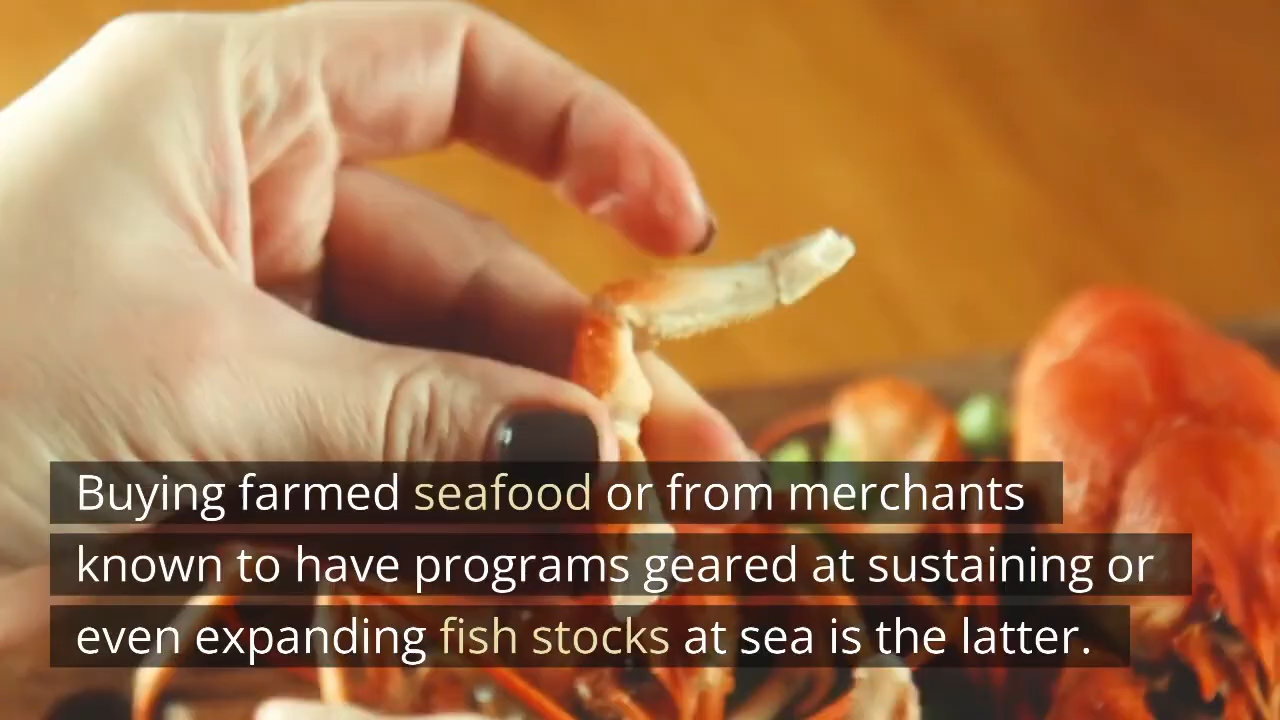 Buying farmed seafood or from merchants
known to have programs geared at sustaining or
even expanding fish stocks at sea is the latter.